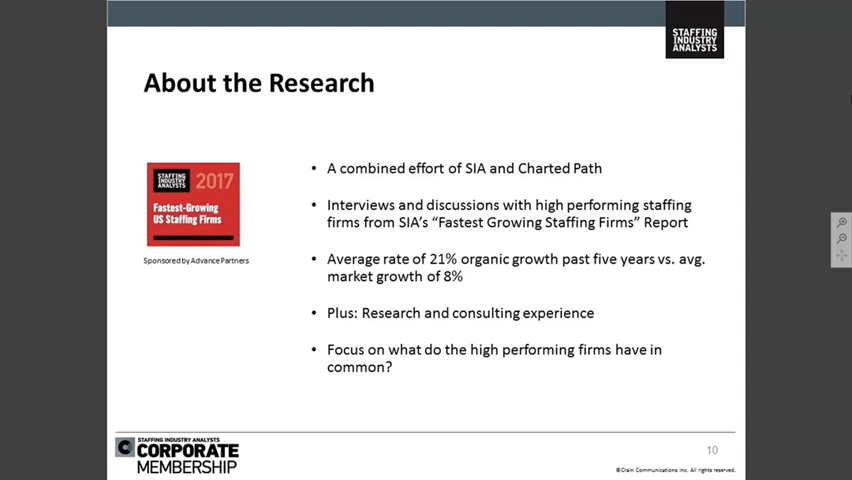 STAFFING
INDUSTRY
ANALYSTS
About the Research
STAFFING
INDUSTRY
ANALYSTS
2017
Fastest-Growing
US Staffing Firms
Sponsored by Advance Partners
• A combined effort of SIA and Charted Path
• Interviews and discussions with high performing staffing
firms from SIA’s “Fastest Growing Staffing Firms” Report
• Average rate of 21% organic growth past five years vs. avg.
market growth of 8%
• Plus: Research and consulting experience
• Focus on what do the high performing firms have in
common?
C
STAFFING INDUSTRY ANALYSTS
CORPORATE
MEMBERSHIP
10
©Crain Communications Inc. All rights reserved.